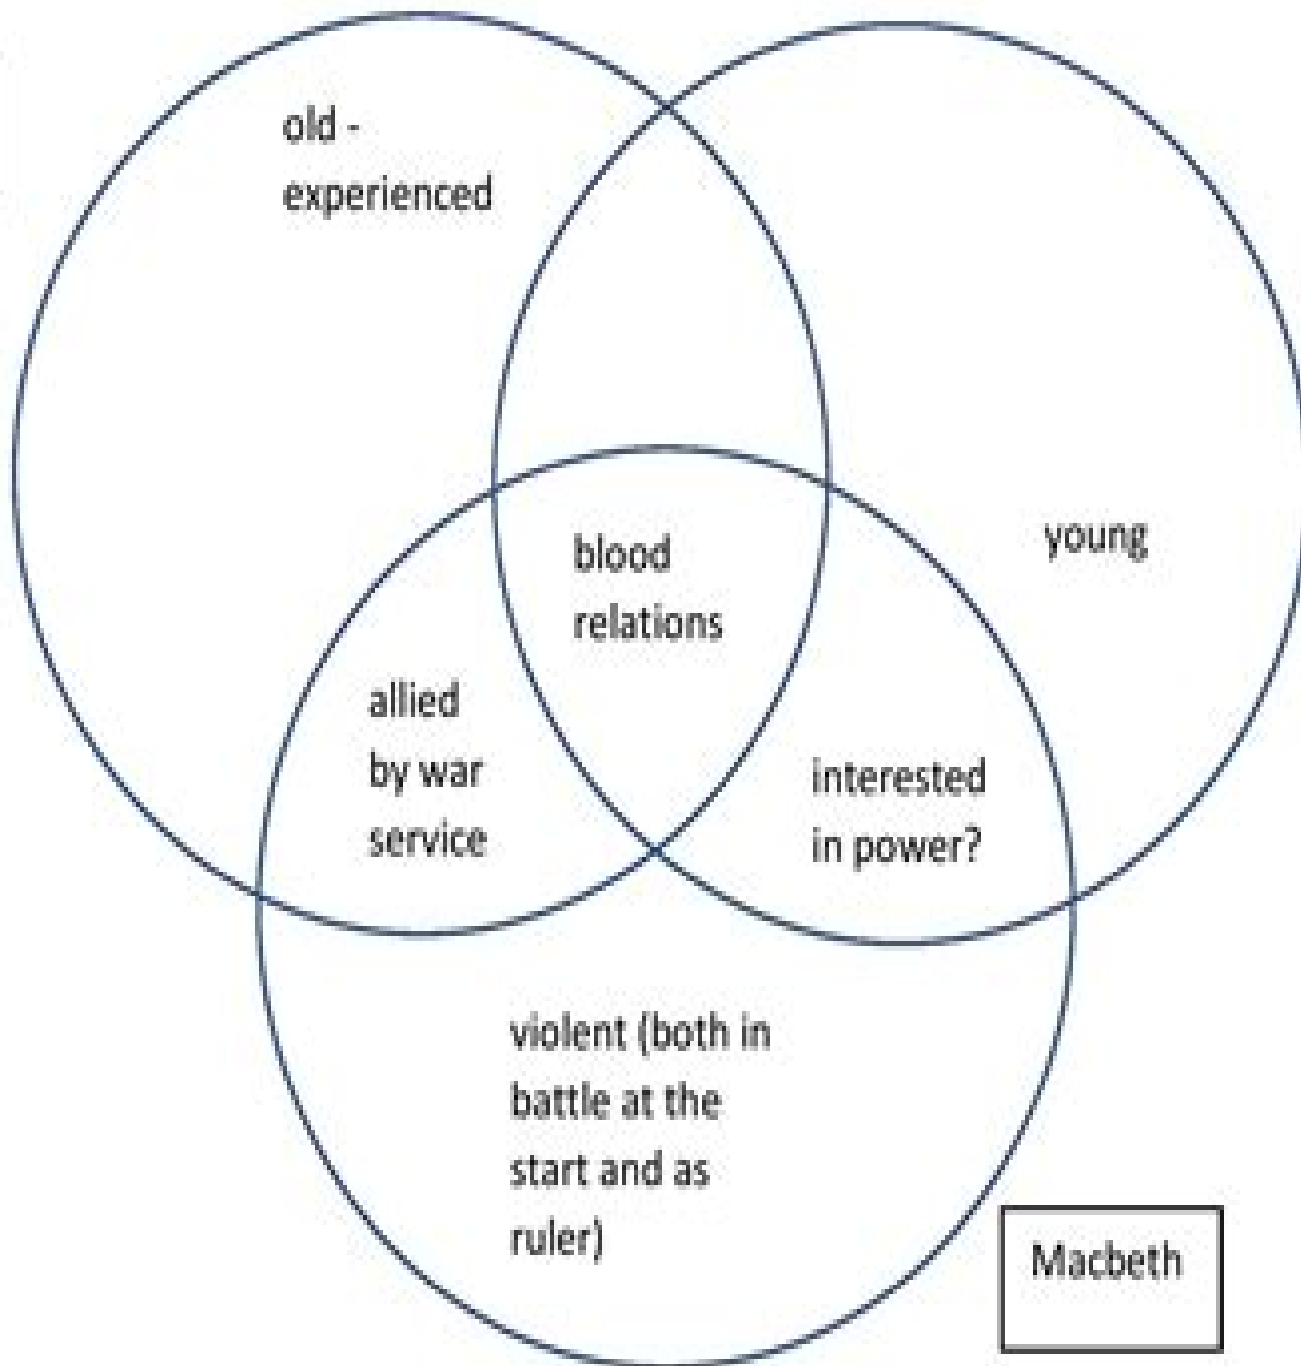 old -
experienced
young
blood
relations
allied
by war
service
interested
in power?
violent (both in
battle at the
start and as
ruler)
Macbeth